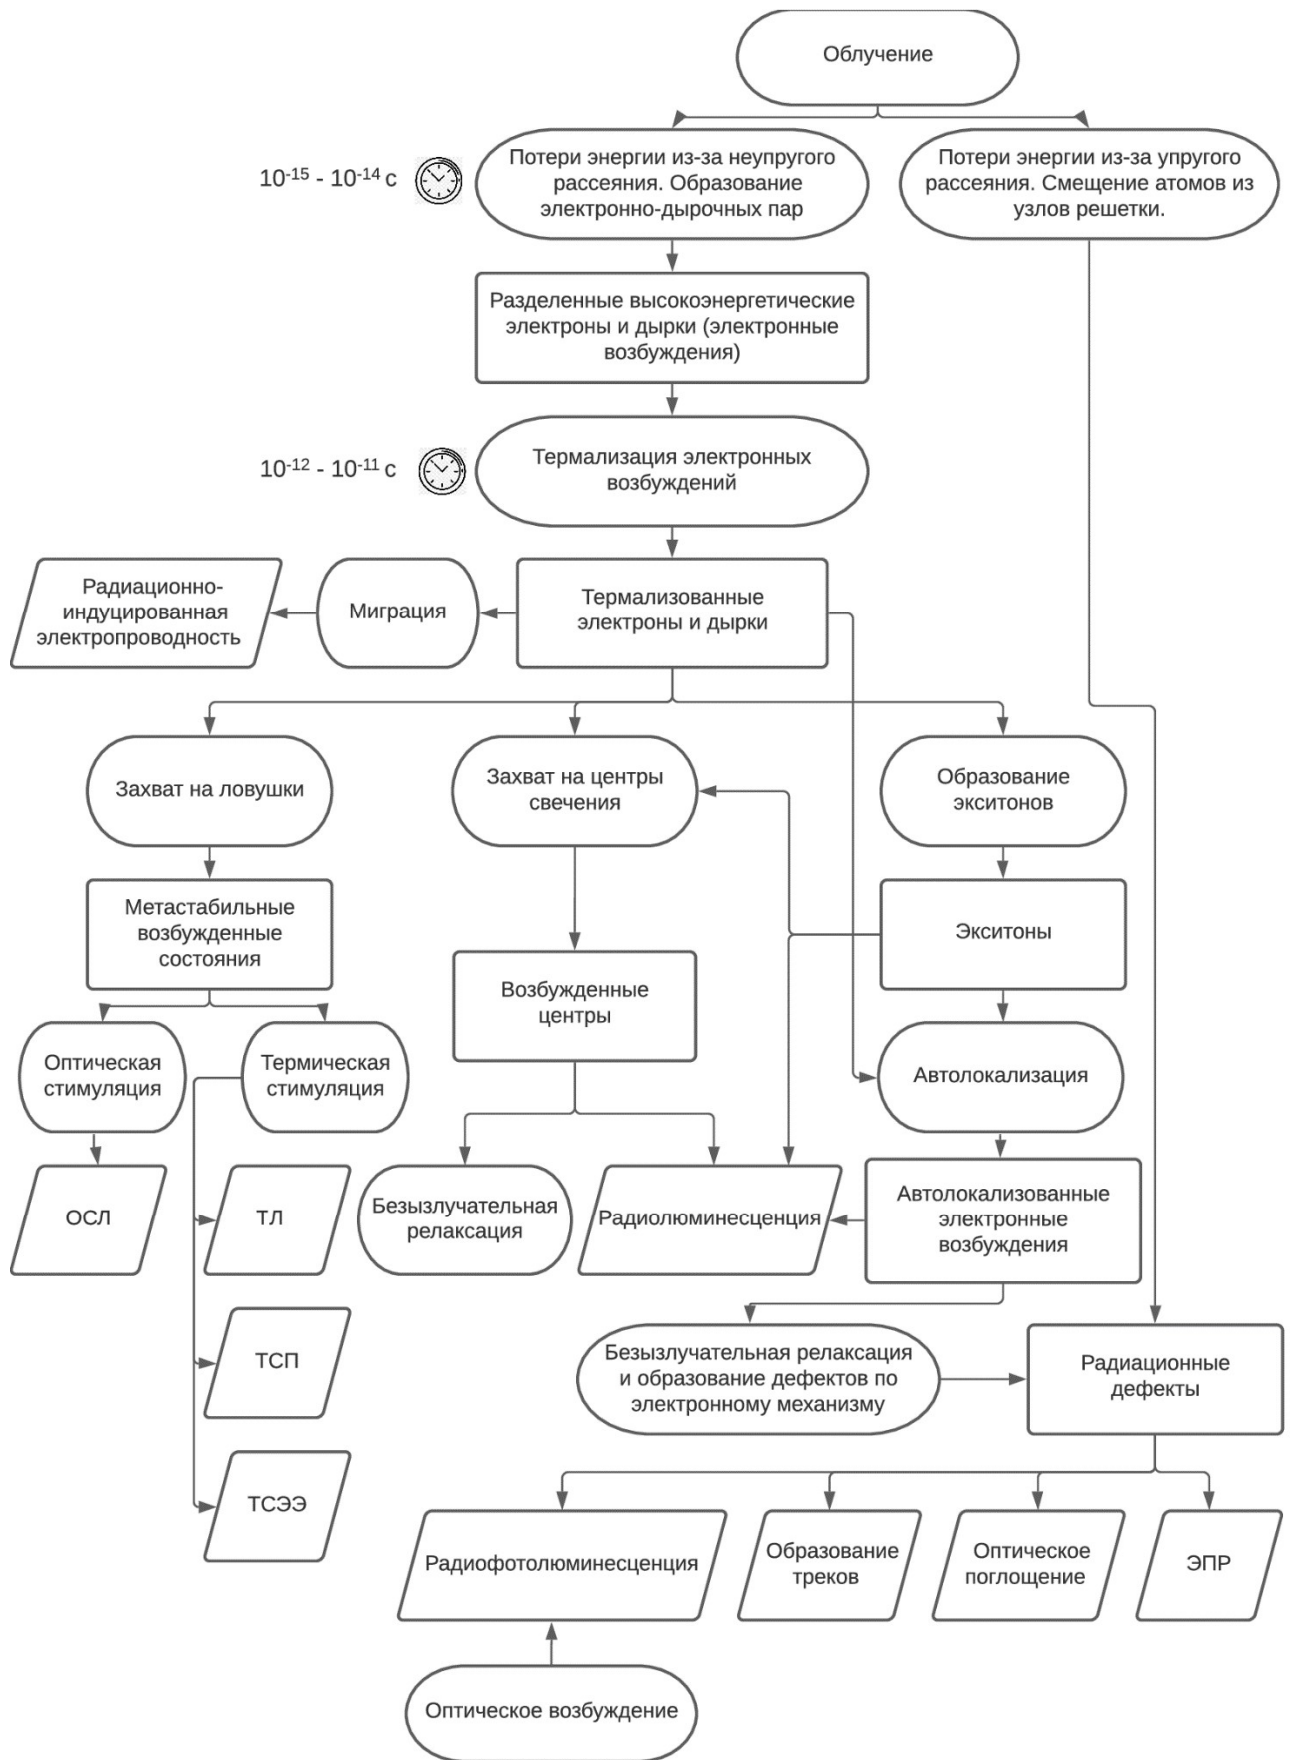 Облучение
10-15 - 10-14 с
Потери энергии из-за неупругого
рассеяния. Образование
электронно-дырочных пар
Потери энергии из-за упругого
рассеяния. Смещение атомов из
узлов решетки.
Разделенные высокоэнергетические
электроны и дырки (электронные
возбуждения)
10-12 - 10-11 с
Термализация электронных
возбуждений
Радиационно-
индуцированная
электропроводность
Миграция
Термализованные
электроны и дырки
Захват на ловушки
Захват на центры
свечения
Образование
экситонов
Метастабильные
возбужденные
состояния
Экситоны
Возбужденные
центры
Оптическая
стимуляция
Термическая
стимуляция
Автолокализация
ОСЛ
ТЛ
Безызлучательная
релаксация
Радиолюминесценция
Автолокализованные
электронные
возбуждения
ТСП
Безызлучательная релаксация
и образование дефектов по
электронному механизму
Радиационные
дефекты
ТСЭЭ
Радиофотолюминесценция
Образование
треков
Оптическое
поглощение
ЭПР
Оптическое возбуждение